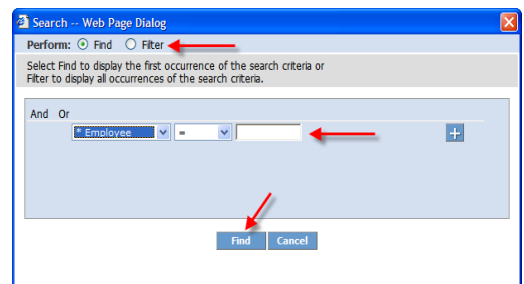 Search -- Web Page Dialog
Perform: Find Filter
Select Find to display the first occurrence of the search criteria or
Filter to display all occurrences of the search criteria.
And Or
* Employee =
+
Find Cancel